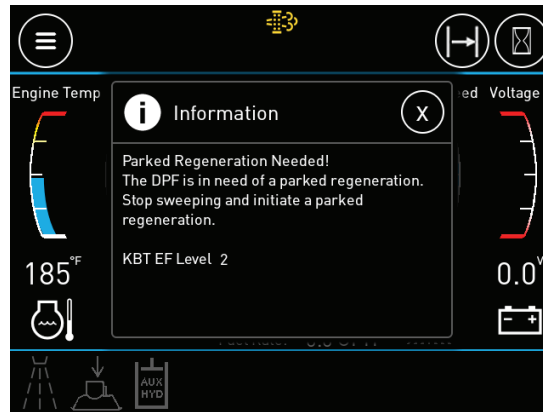 Engine Temp
Information
X
ed
Voltage
Parked Regeneration Needed!
The DPF is in need of a parked regeneration.
Stop sweeping and initiate a parked
regeneration.
KBT EF Level 2
185°F
0.0V
AUX
HYD